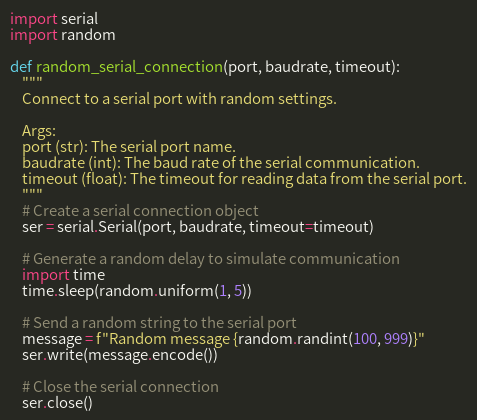 import serial
import random

def random_serial_connection(port, baudrate, timeout):
    """
    Connect to a serial port with random settings.

    Args:
    port (str): The serial port name.
    baudrate (int): The baud rate of the serial communication.
    timeout (float): The timeout for reading data from the serial port.
    """
    # Create a serial connection object
    ser = serial.Serial(port, baudrate, timeout=timeout)

    # Generate a random delay to simulate communication
    import time
    time.sleep(random.uniform(1, 5))

    # Send a random string to the serial port
    message = f"Random message {random.randint(100, 999)}"
    ser.write(message.encode())

    # Close the serial connection
    ser.close()